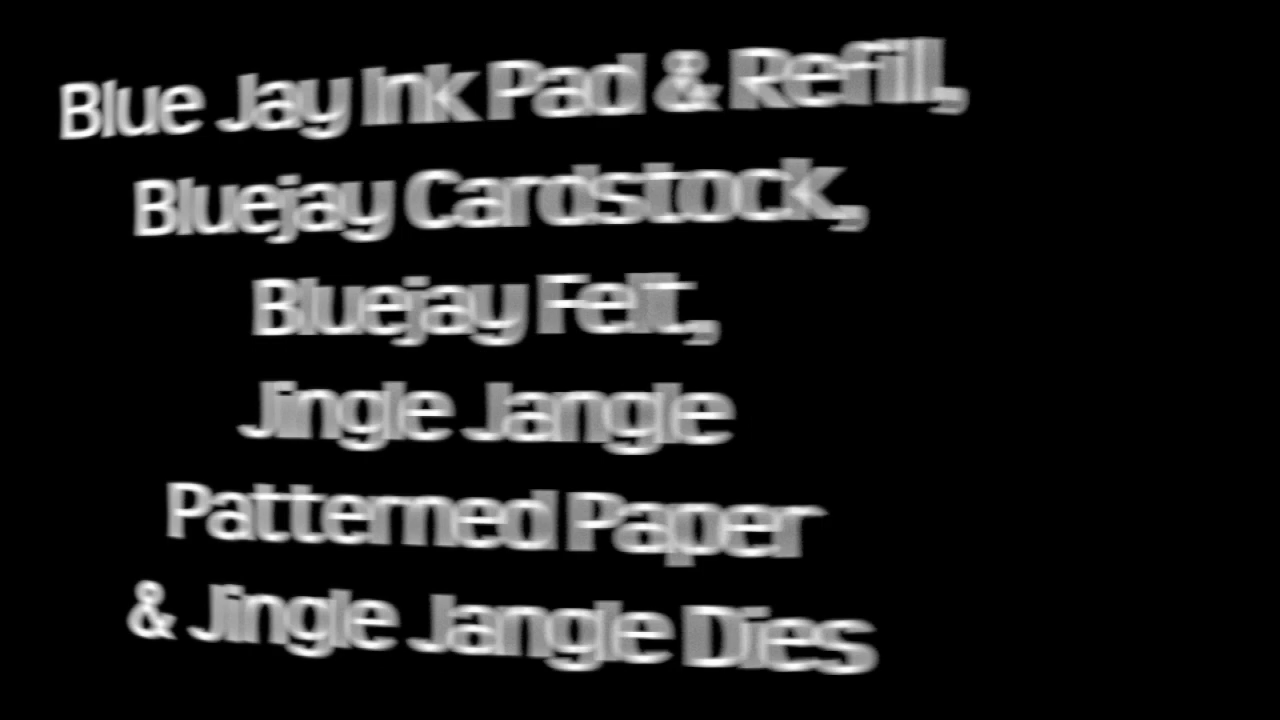 Blue Jay Ink Pad & Refill,
Bluejay Cardstock,
Bluejay Felt,
Jingle Jangle
Patterned Paper
& Jingle Jangle Dies